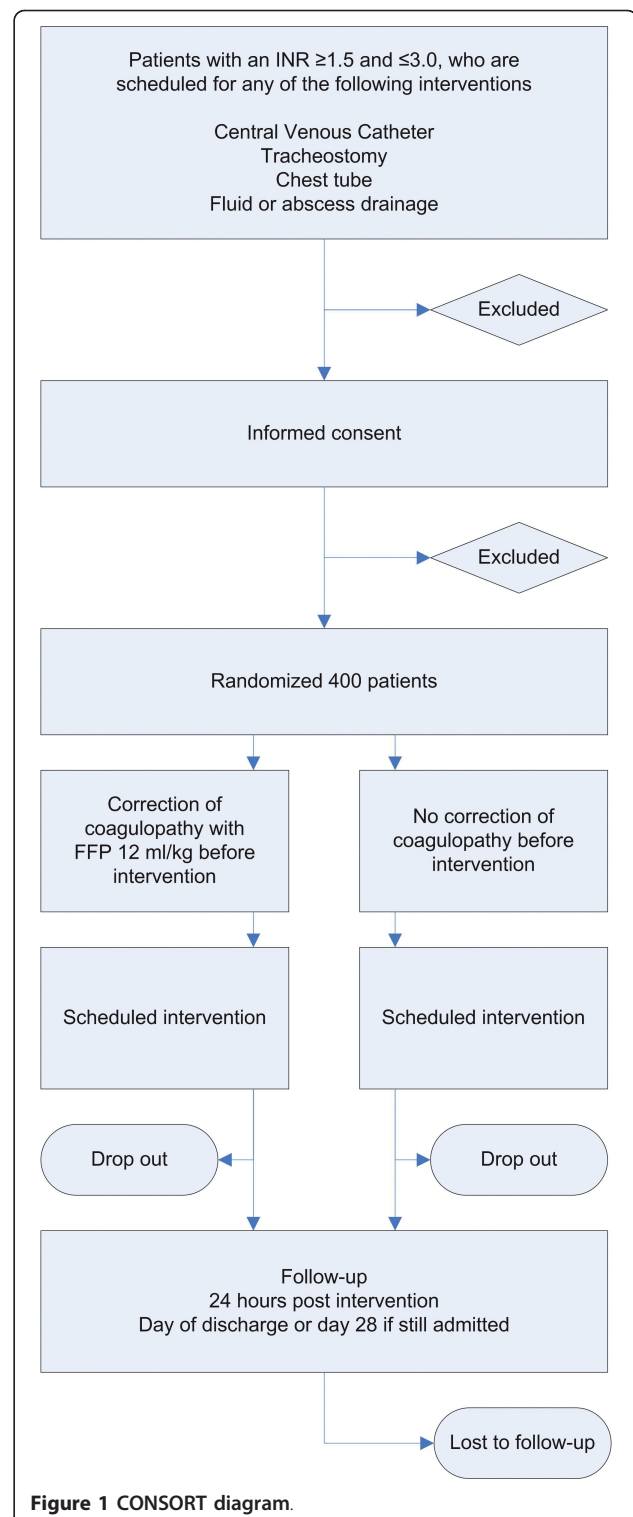 Patients with an INR ≥1.5 and ≤3.0, who are
scheduled for any of the following interventions
Central Venous Catheter
Tracheostomy
Chest tube
Fluid or abscess drainage
Excluded
Informed consent
Excluded
Randomized 400 patients
Correction of
coagulopathy with
FFP 12 ml/kg before
intervention
No correction of
coagulopathy before
intervention
Scheduled intervention
Scheduled intervention
Drop out
Drop out
Follow-up
24 hours post intervention
Day of discharge or day 28 if still admitted
Lost to follow-up
Figure 1 CONSORT diagram.